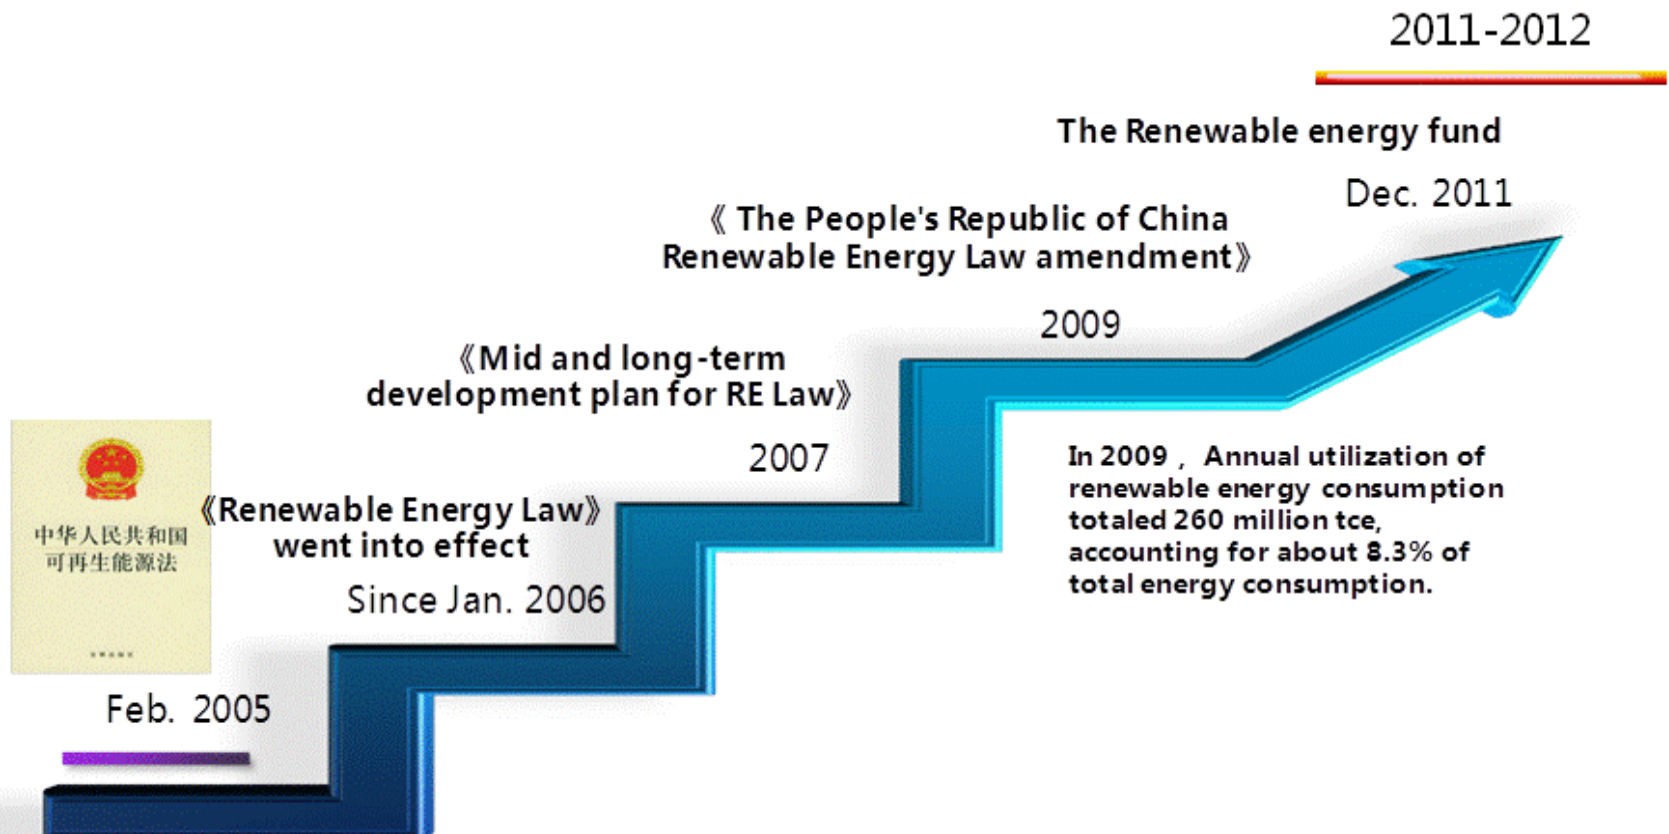 2011-2012
The Renewable energy fund
Dec. 2011
《 The People's Republic of China
Renewable Energy Law amendment》
2009
《Mid and long-term
development plan for RE Law》
2007
《Renewable Energy Law》
went into effect
Since Jan. 2006
中华人民共和国
可再生能源法
Feb. 2005
In 2009 ,  Annual utilization of
renewable energy consumption
totaled 260 million tce,
accounting for about 8.3% of
total energy consumption.